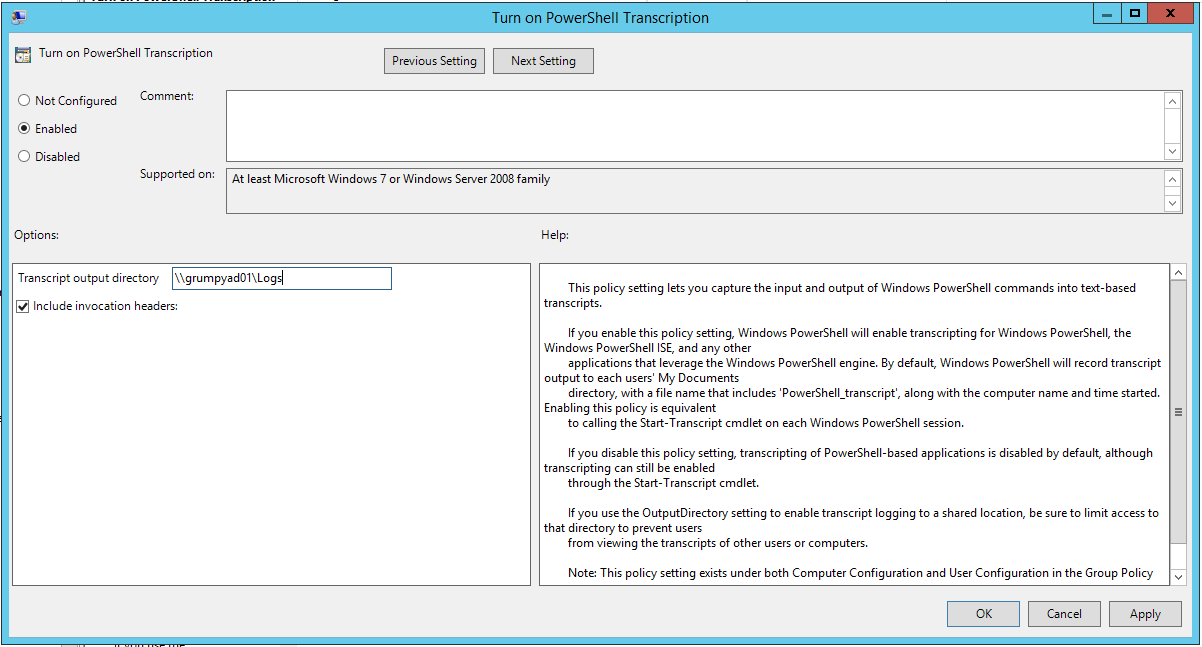 Turn on PowerShell Transcription
Turn on PowerShell Transcription
Previous Setting
Next Setting
Not Configured
Enabled
Disabled
Comment:
Supported on:
At least Microsoft Windows 7 or Windows Server 2008 family
Options:
Help:
Transcript output directory
\\grumpyad01\Logs
Include invocation headers:
This policy setting lets you capture the input and output of Windows PowerShell commands into text-based
transcripts.
If you enable this policy setting, Windows PowerShell will enable transcripting for Windows PowerShell, the
Windows PowerShell ISE, and any other
applications that leverage the Windows PowerShell engine. By default, Windows PowerShell will record transcript
output to each users' My Documents
directory, with a file name that includes 'PowerShell_transcript', along with the computer name and time started.
Enabling this policy is equivalent
to calling the Start-Transcript cmdlet on each Windows PowerShell session.
If you disable this policy setting, transcripting of PowerShell-based applications is disabled by default, although
transcripting can still be enabled
through the Start-Transcript cmdlet.
If you use the OutputDirectory setting to enable transcript logging to a shared location, be sure to limit access to
that directory to prevent users
from viewing the transcripts of other users or computers.
Note: This policy setting exists under both Computer Configuration and User Configuration in the Group Policy
OK
Cancel
Apply